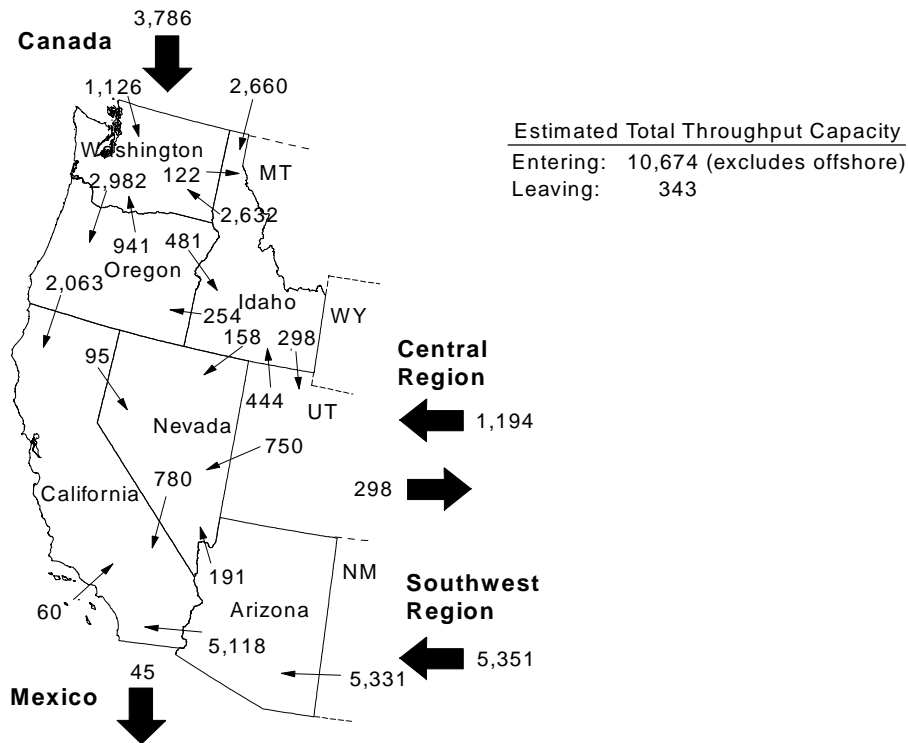 3,786
Canada
1,126
2,660
Estimated Total Throughput Capacity
Entering: 10,674 (excludes offshore)
Leaving: 343
Washington
122
MT
2,982
2,632
941
481
Oregon
2,063
Idaho
254
WY
158
298
95
Central
Region
444
UT
1,194
Nevada
750
780
298
California
NM
191
Southwest
Region
60
Arizona
5,118
5,351
45
5,331
Mexico